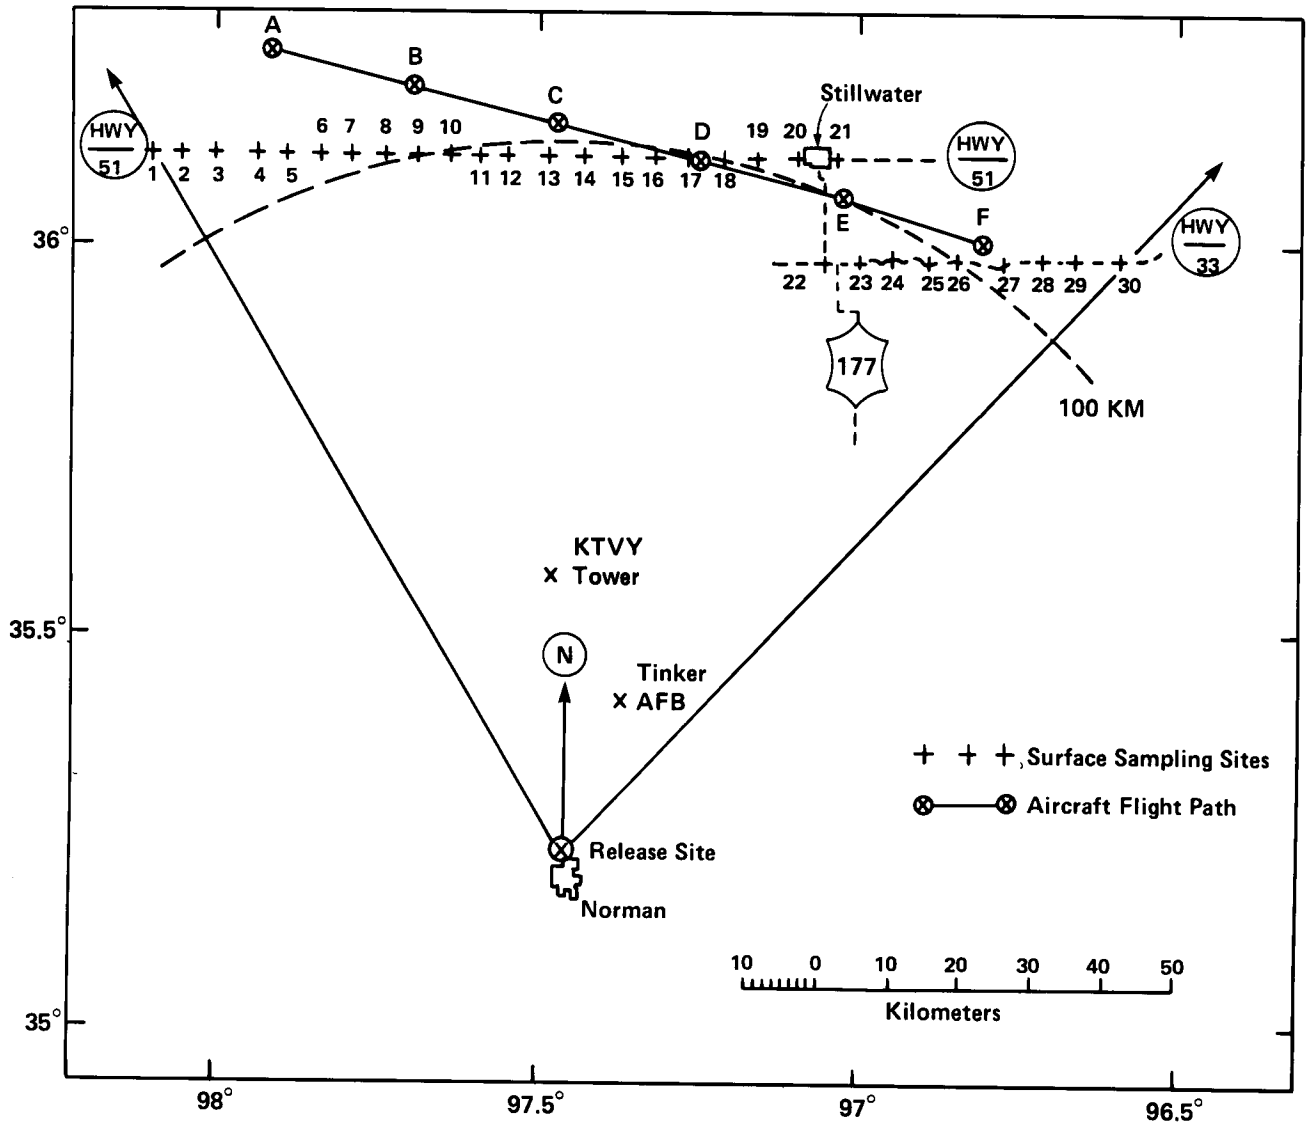 A
B
C
Stillwater
HWY
51
6 7 8 9 10
D
19 20 21
HWY
51
1 2 3 4 5
11 12 13 14 15 16 17 18
E
F
HWY
33
36°
22 23 24 25 26 27 28 29 30
177
100 KM
KTVY
Tower
35.5°
N
Tinker
AFB
Surface Sampling Sites
Aircraft Flight Path
Release Site
Norman
10 0 10 20 30 40 50
Kilometers
35°
98° 97.5° 97° 96.5°